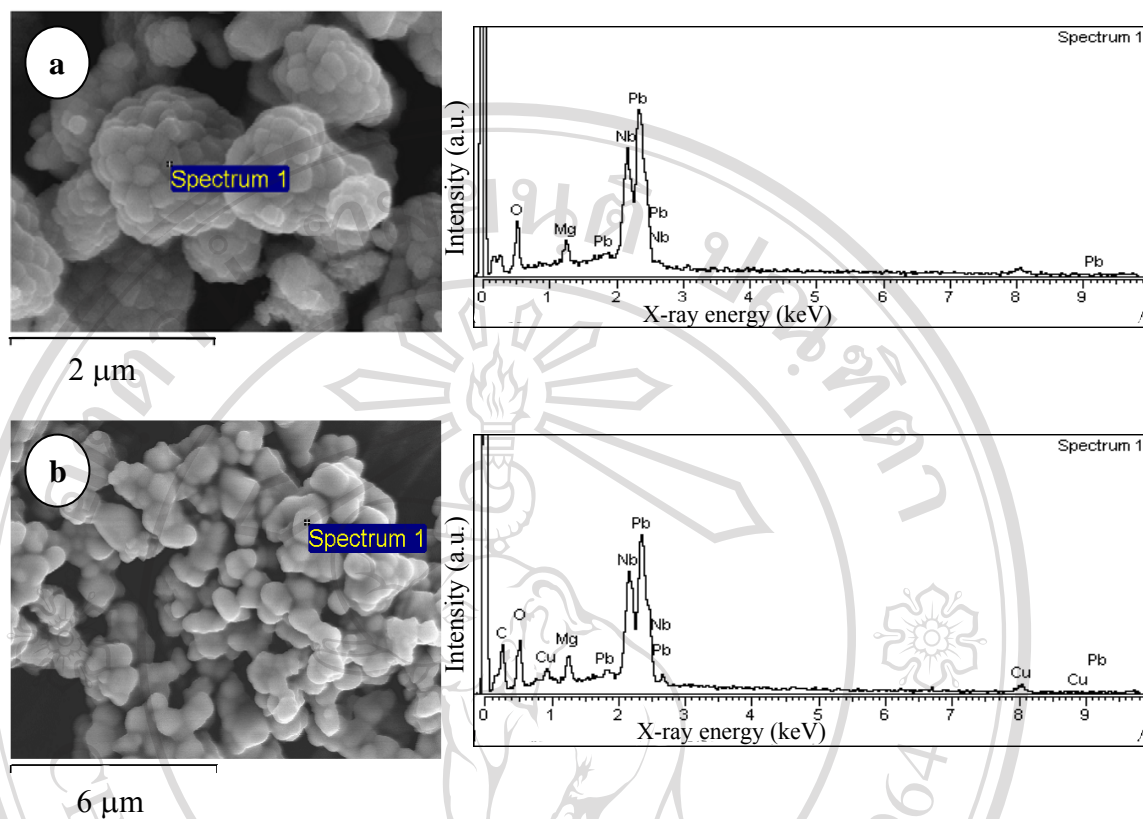 a
Spectrum 1
2 μm
Spectrum 1
Intensity (a.u.)
Pb
Nb
O
Mg
Pb
Pb
Nb
Pb
0 1 2 3 4 5 6 7 8 9
X-ray energy (keV)
b
Spectrum 1
6 μm
Spectrum 1
Intensity (a.u.)
Pb
Nb
C
O
Cu
Mg
Pb
Nb
Pb
Cu
Cu
Pb
0 1 2 3 4 5 6 7 8 9
X-ray energy (keV)
964